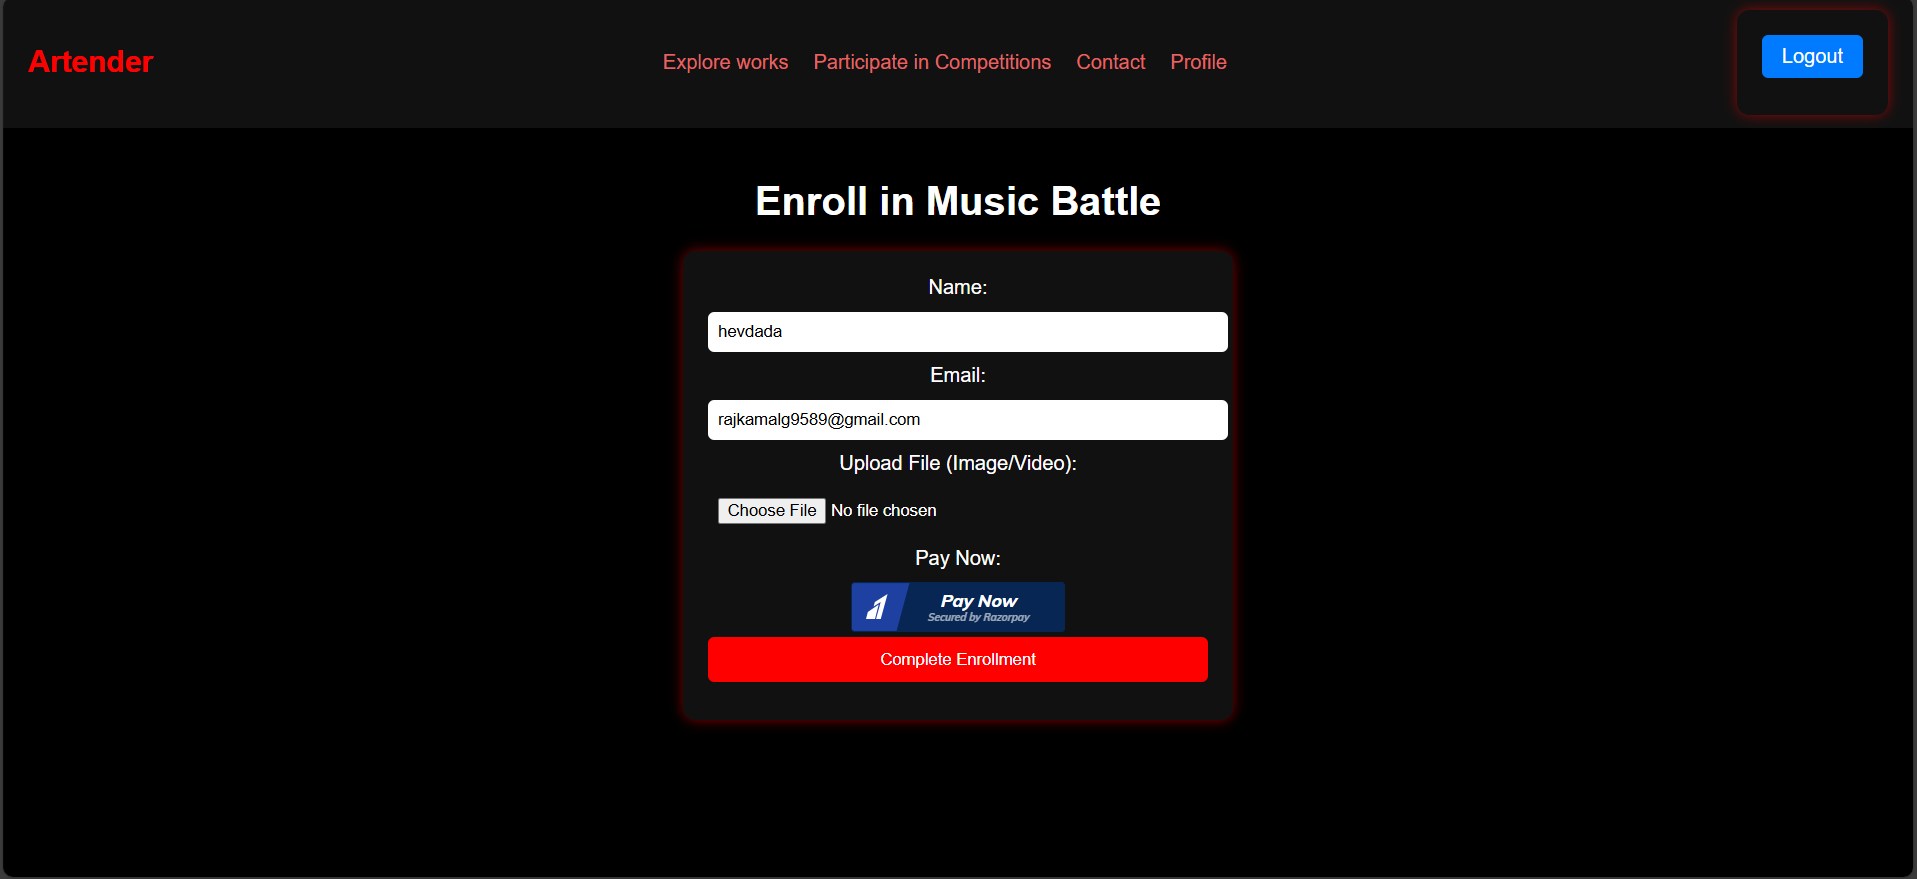 Artender
Explore works Participate in Competitions Contact Profile
Logout
Enroll in Music Battle
Name:
hevdada
Email:
rajkamalg9589@gmail.com
Upload File (Image/Video):
Choose File No file chosen
Pay Now:
Pay Now
Secured by Razorpay
Complete Enrollment